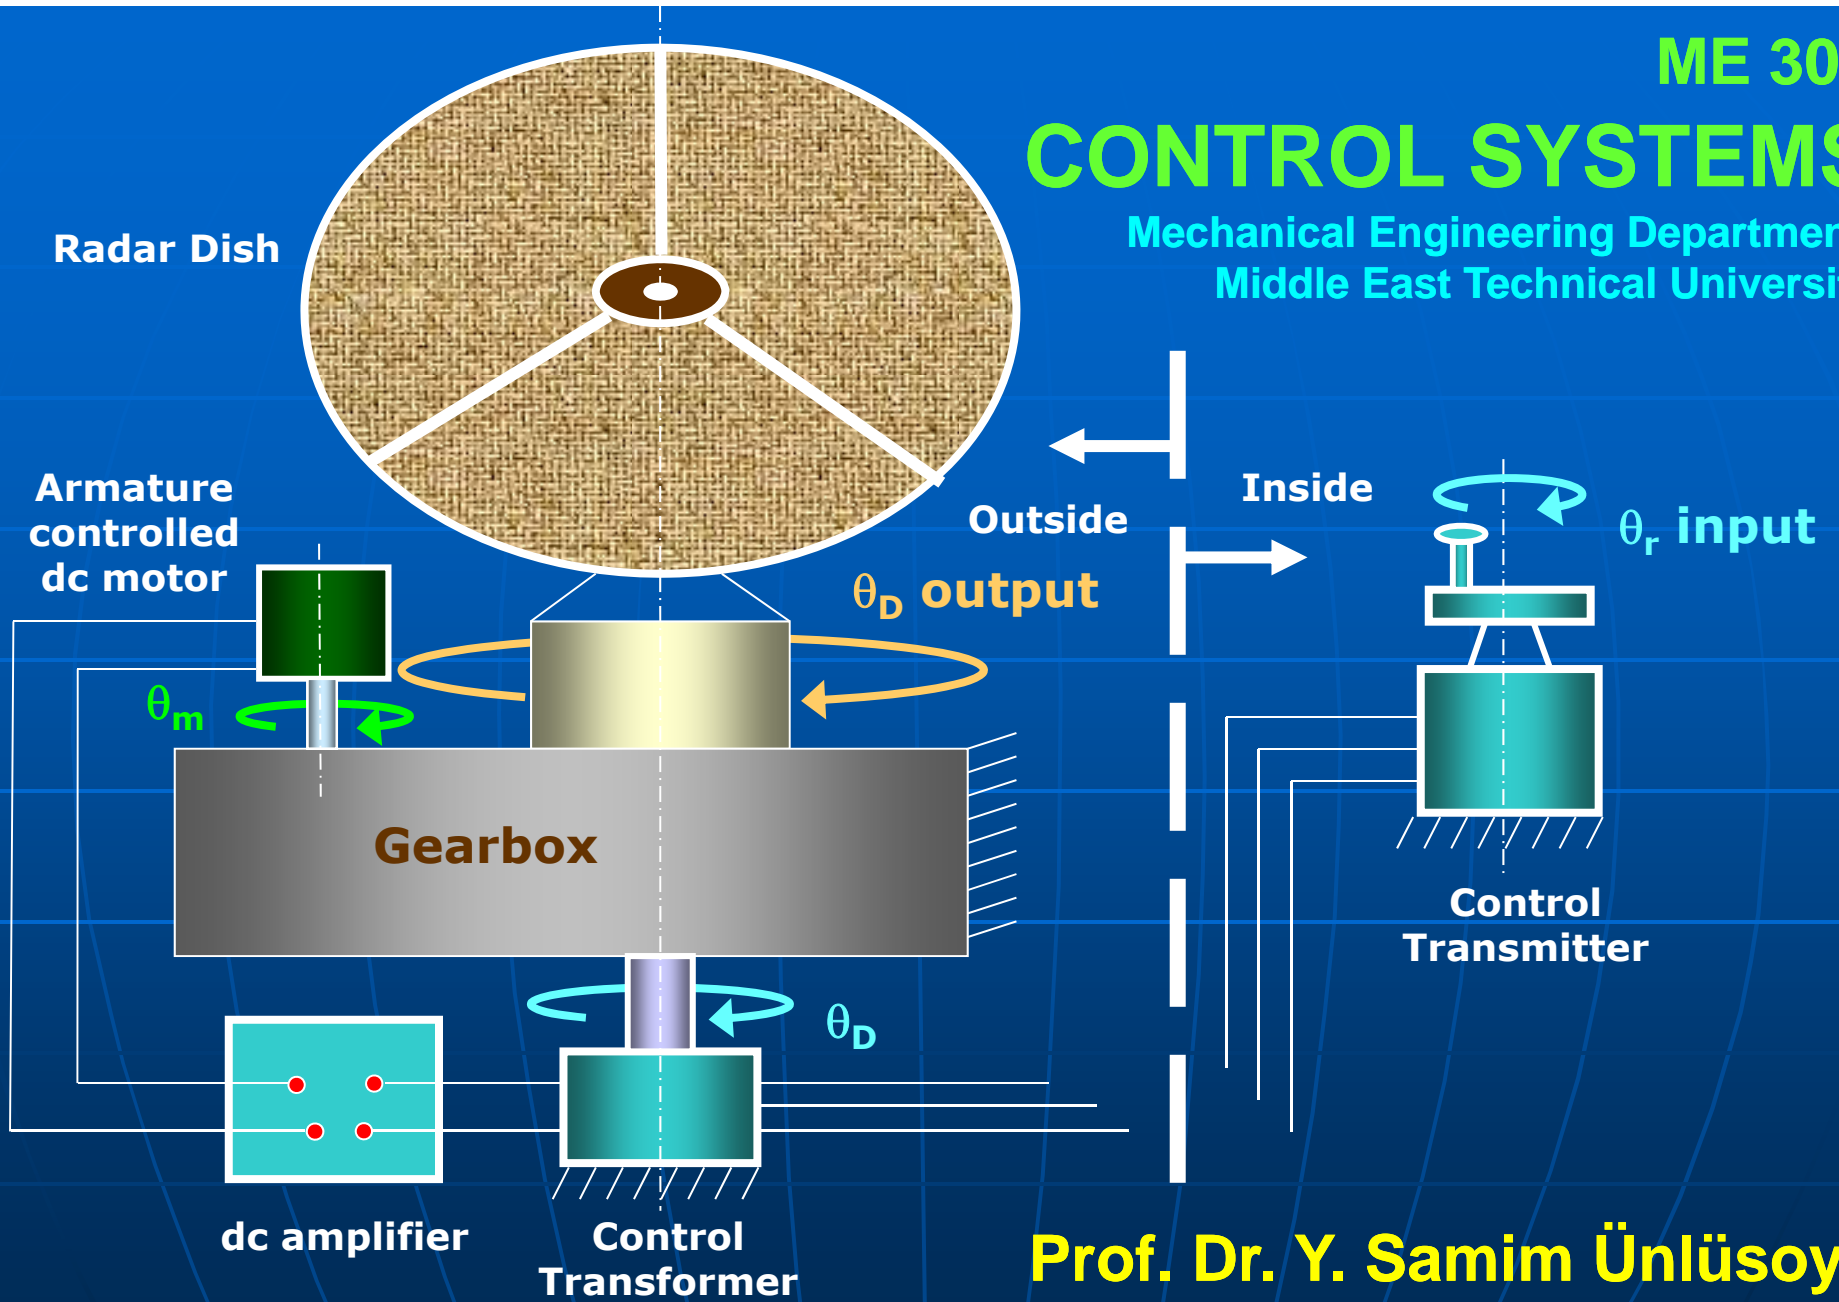 ME 30
CONTROL SYSTEMS
Mechanical Engineering Departmen
Middle East Technical Universit
Radar Dish
Armature
controlled
dc motor
Outside
Inside
θr input
θD output
θm
Gearbox
Control
Transmitter
θD
dc amplifier
Control
Transformer
Prof. Dr. Y. Samim Ünlüsoy